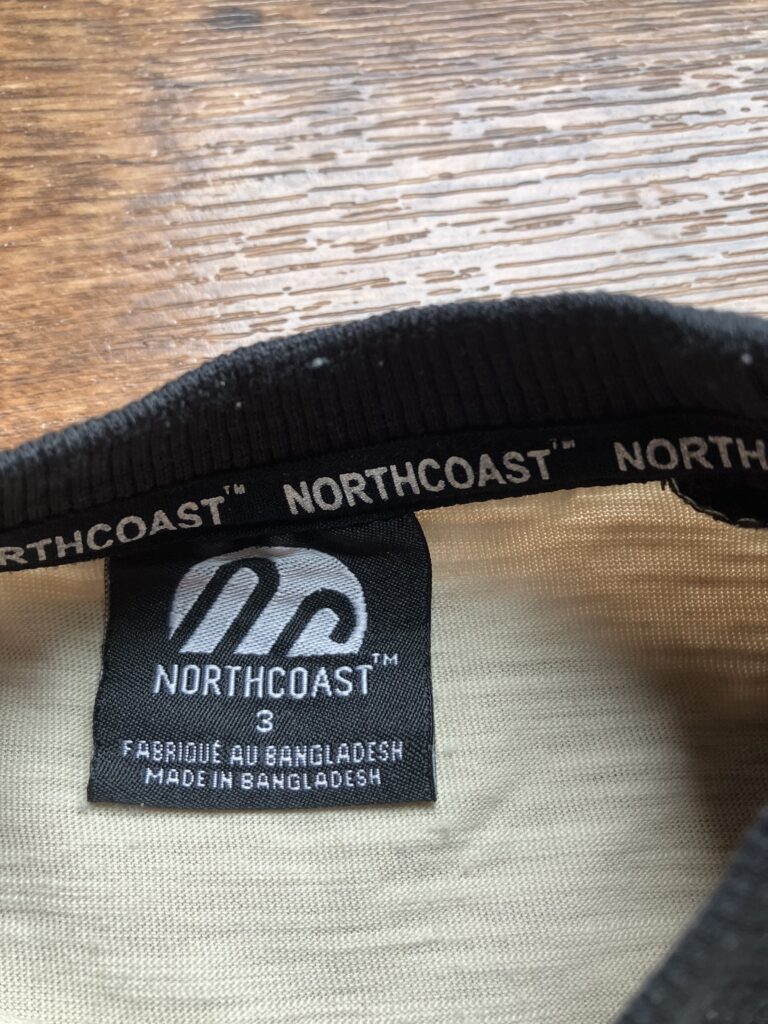 RTHCOAST™ NORTHCOAST™ NORTH
NORTHCOAST™
3
FABRIQUÉ AU BANGLADESH
MADE IN BANGLADESH